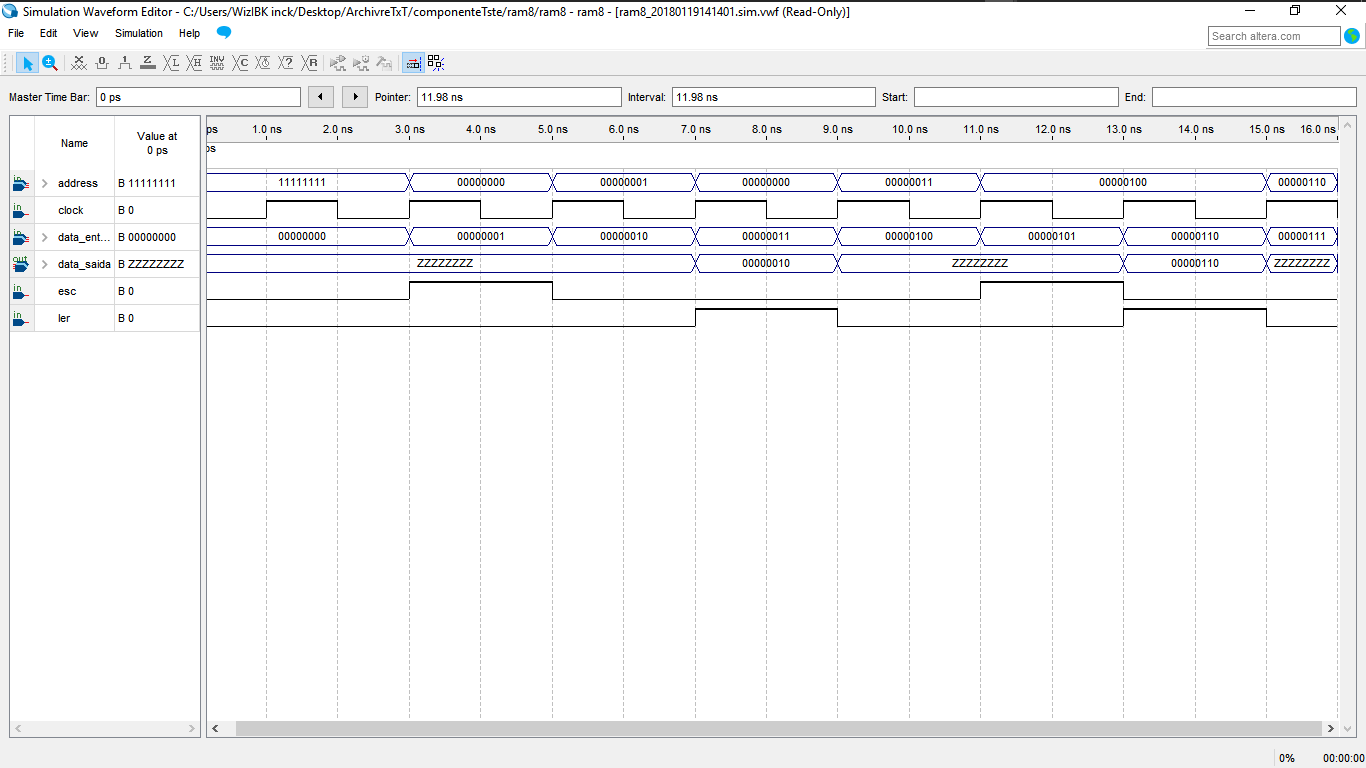 Simulation Waveform Editor - C:/Users/WizIBK inck/Desktop/ArchivreTxT/componenteTste/ram8/ram8 - ram8 - [ram8_20180119141401.sim.vwf (Read-Only)]
File Edit View Simulation Help
Search altera.com
Master Time Bar: 0 ps Pointer: 11.98 ns Interval: 11.98 ns Start: End:
Name Value at 0 ps
ps 1.0 ns 2.0 ns 3.0 ns 4.0 ns 5.0 ns 6.0 ns 7.0 ns 8.0 ns 9.0 ns 10.0 ns 11.0 ns 12.0 ns 13.0 ns 14.0 ns 15.0 ns 16.0 ns
ps
in address B 11111111 11111111 00000000 00000001 00000000 00000011 00000100 00000110
in clock B 0
in data_ent... B 00000000 00000000 00000001 00000010 00000011 00000100 00000101 00000110 00000111
out data_saida B ZZZZZZZZ ZZZZZZZZ 00000010 ZZZZZZZZ 00000110 ZZZZZZZZ
in esc B 0
in ler B 0
0% 00:00:00